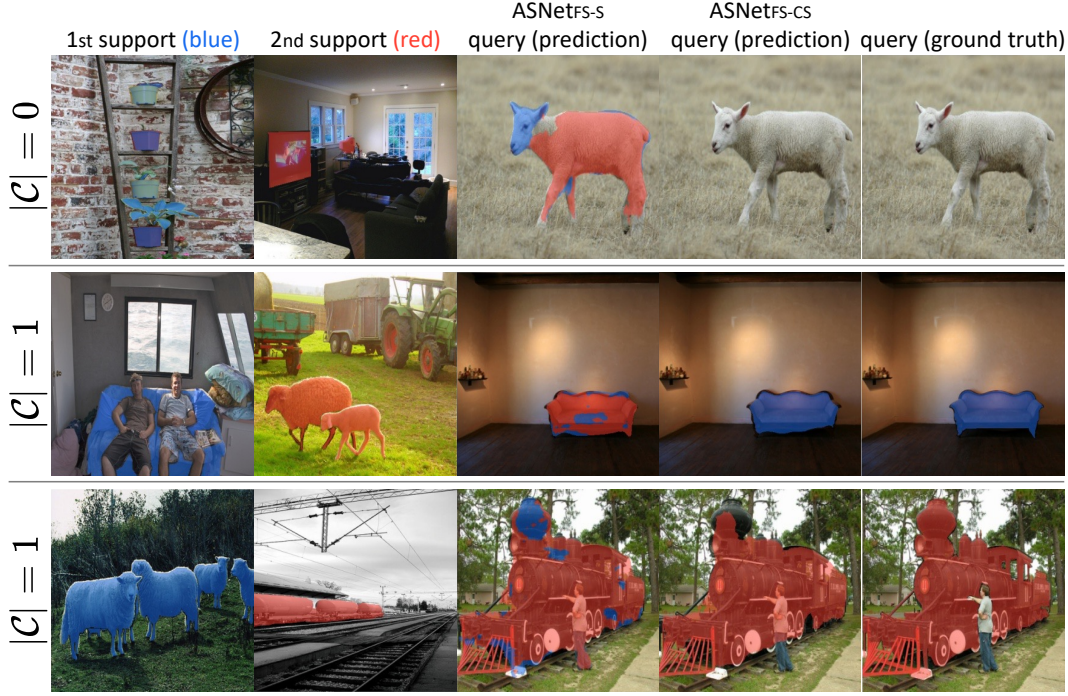 ASNetFS-S ASNetFS-CS
1st support (blue) 2nd support (red) query (prediction) query (prediction) query (ground truth)
|𝒞| = 0
|𝒞| = 1
|𝒞| = 1